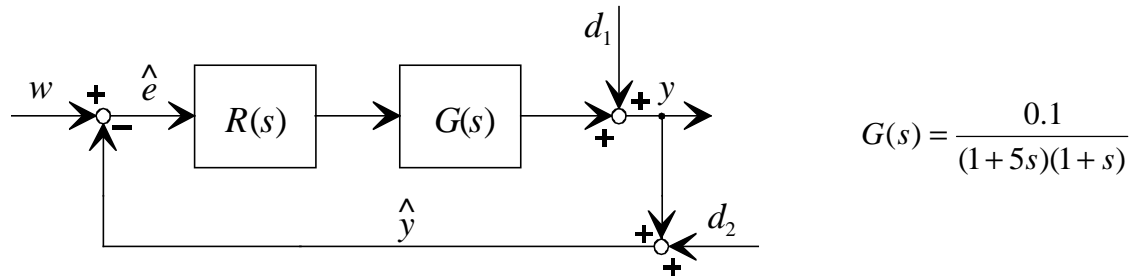 d₁
w + ê R(s) G(s) + + y
−
G(s) = 0.1 / ((1+5s)(1+s))
ŷ + + d₂